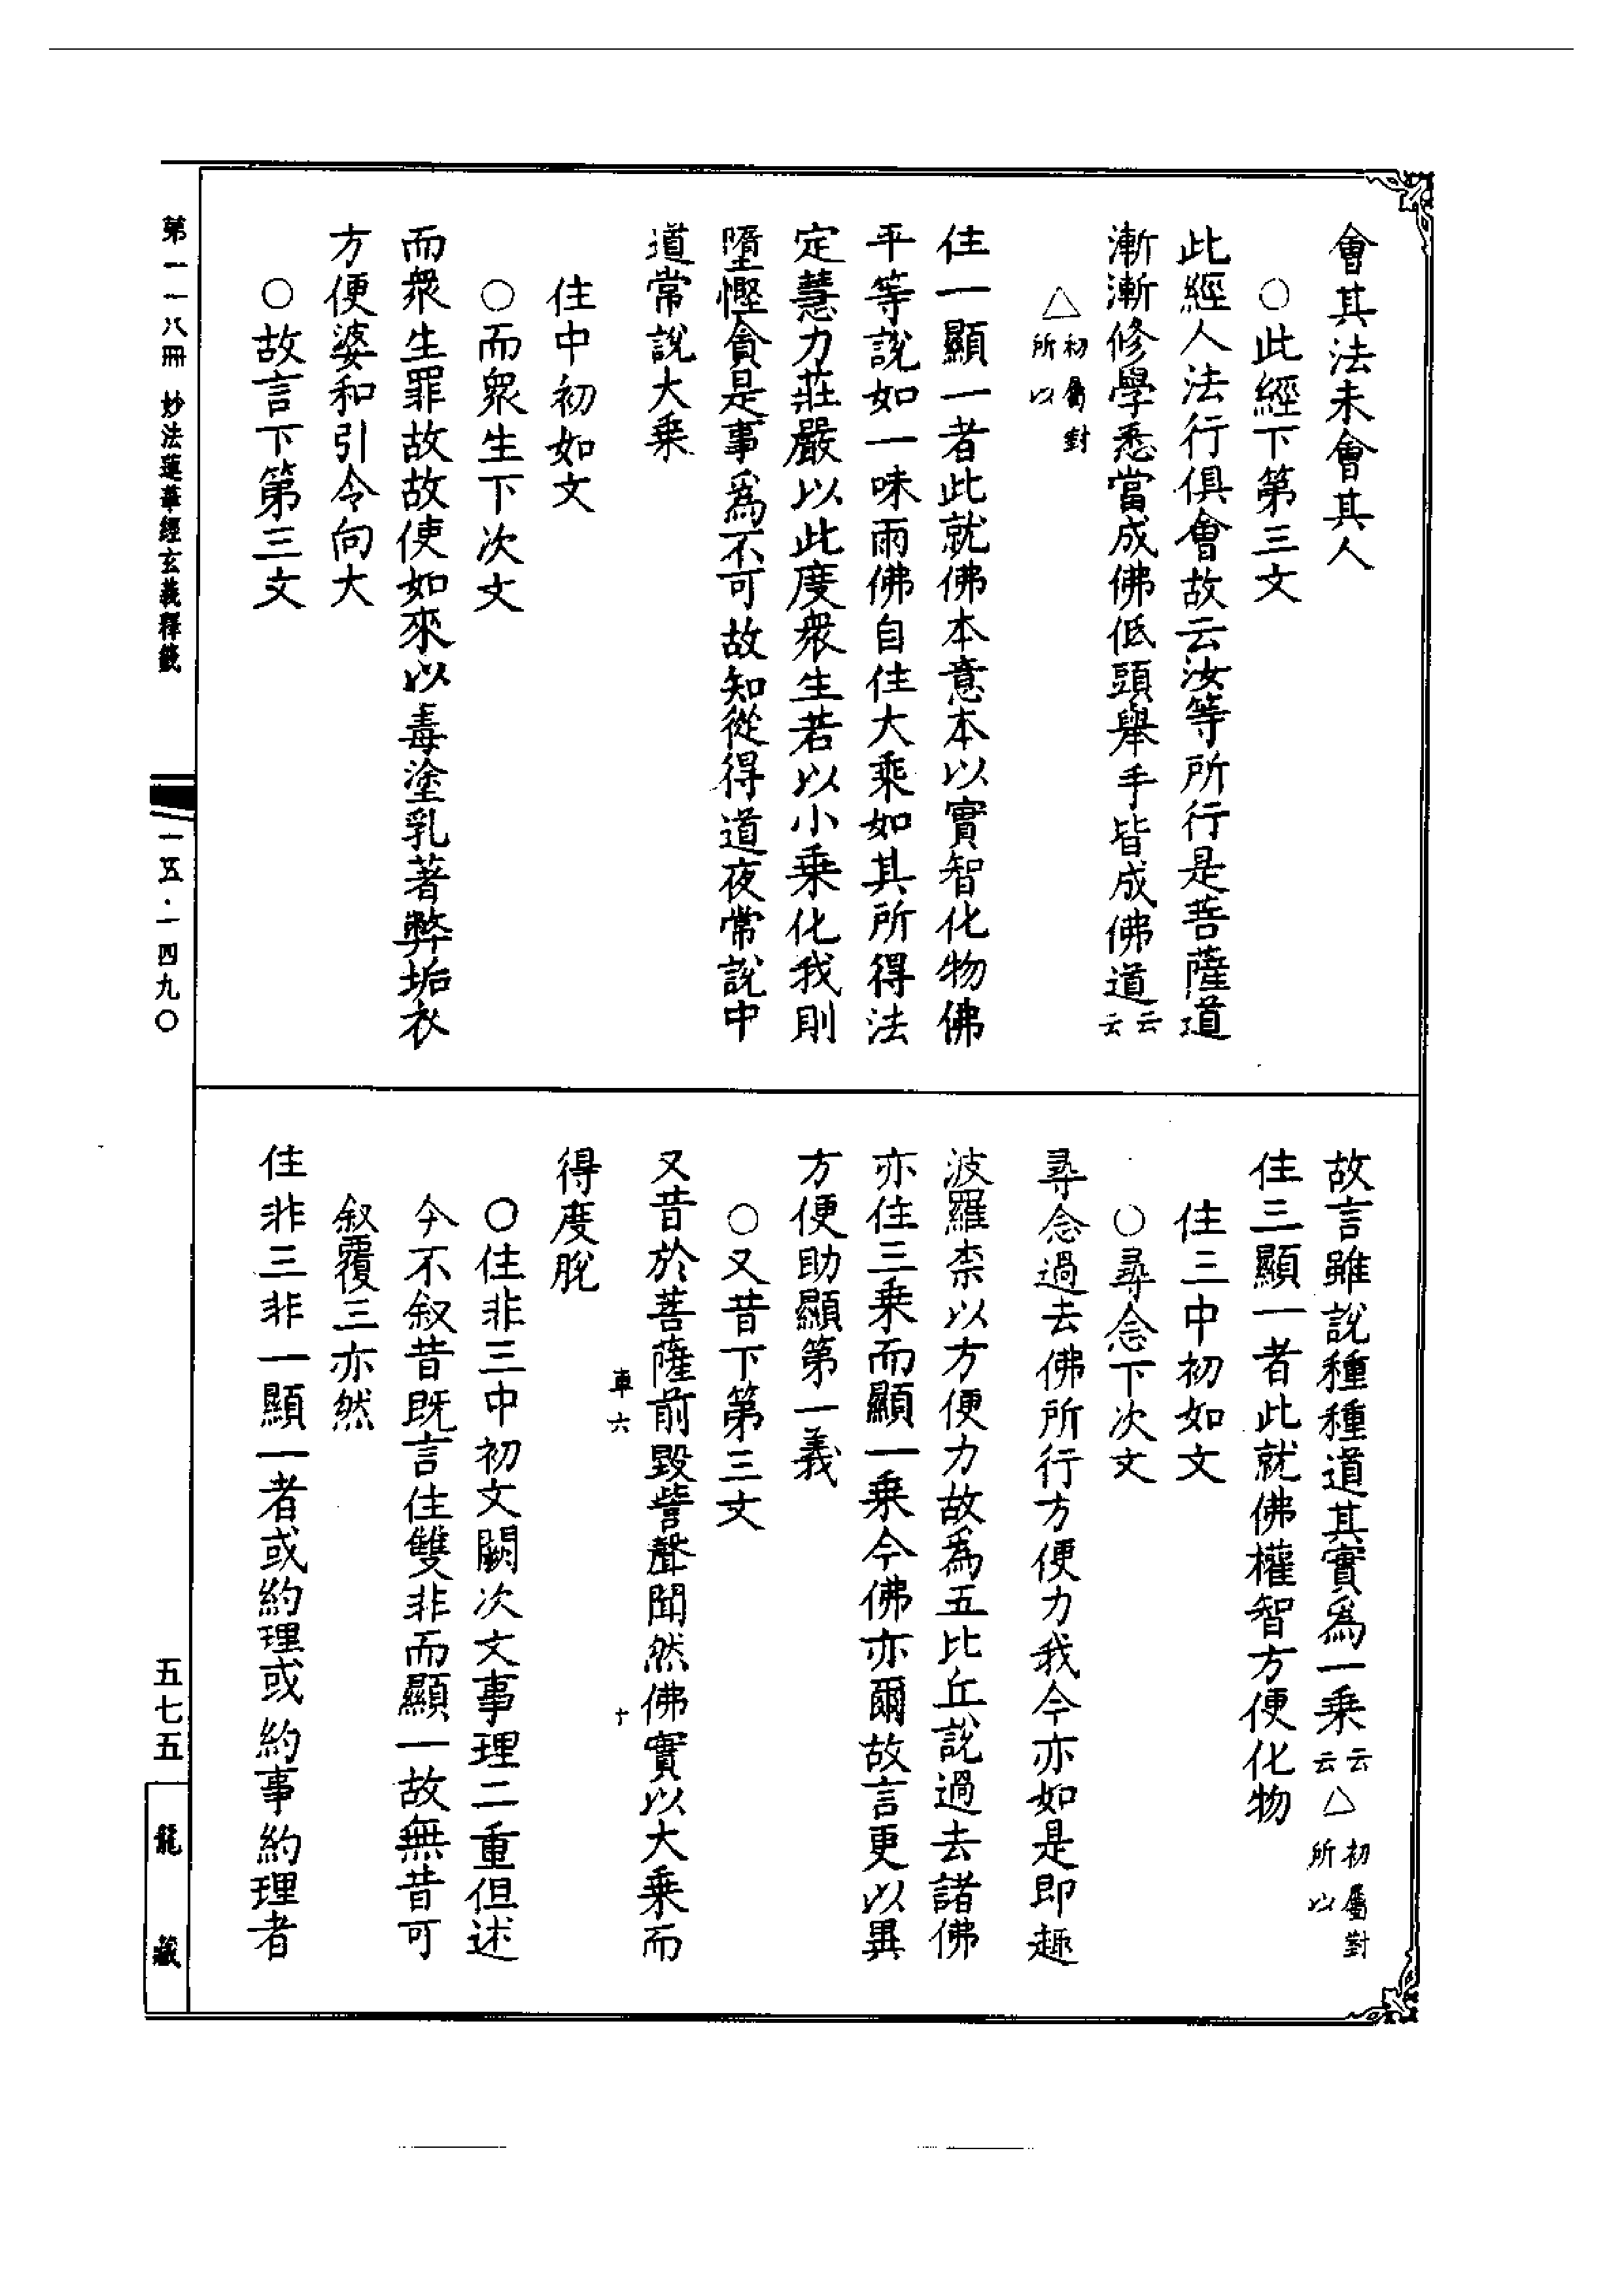 會其法未會其人
○此經下第三文
此經人法行俱會故云汝等所行是菩薩道
漸漸修學悉當成佛低頭舉手皆成佛道云云
△初屬對所以
住一顯一者此就佛本意本以實智化物佛
平等說如一味雨佛自住大乘如其所得法
定慧力莊嚴以此度衆生若以小乘化我則
墮慳貪是事爲不可故知從得道夜常說中
道常說大乘
住中初如文
○而衆生下次文
而衆生罪故故使如來以毒塗乳著弊垢衣
方便婆和引令向大
○故言下第三文
故言雖說種種道其實爲一乘云云△初屬對所以
住三顯一者此就佛權智方便化物
住三中初如文
○尋念下次文
尋念過去佛所行方便力我今亦如是即趣
波羅柰以方便力故爲五比丘說過去諸佛
亦住三乘而顯一乘今佛亦爾故言更以異
方便助顯第一義
○又昔下第三文
又昔於菩薩前毀訾聲聞然佛實以大乘而
車六 十
得度脫
○住非三中初文闕次文事理二重但述
今不叙昔既言住雙非而顯一故無昔可
叙覆三亦然
住非三非一顯一者或約理或約事約理者
第一一八冊 妙法蓮華經玄義釋籤
一五·一四九〇
五七五
龍藏